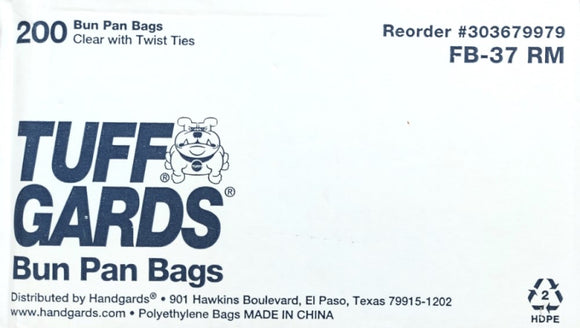 200 Bun Pan Bags
Clear with Twist Ties
Reorder #303679979
FB-37 RM
TUFF®
GARDS®
Bun Pan Bags
Distributed by Handgards® • 901 Hawkins Boulevard, El Paso, Texas 79915-1202
www.handgards.com • Polyethylene Bags MADE IN CHINA
2
HDPE